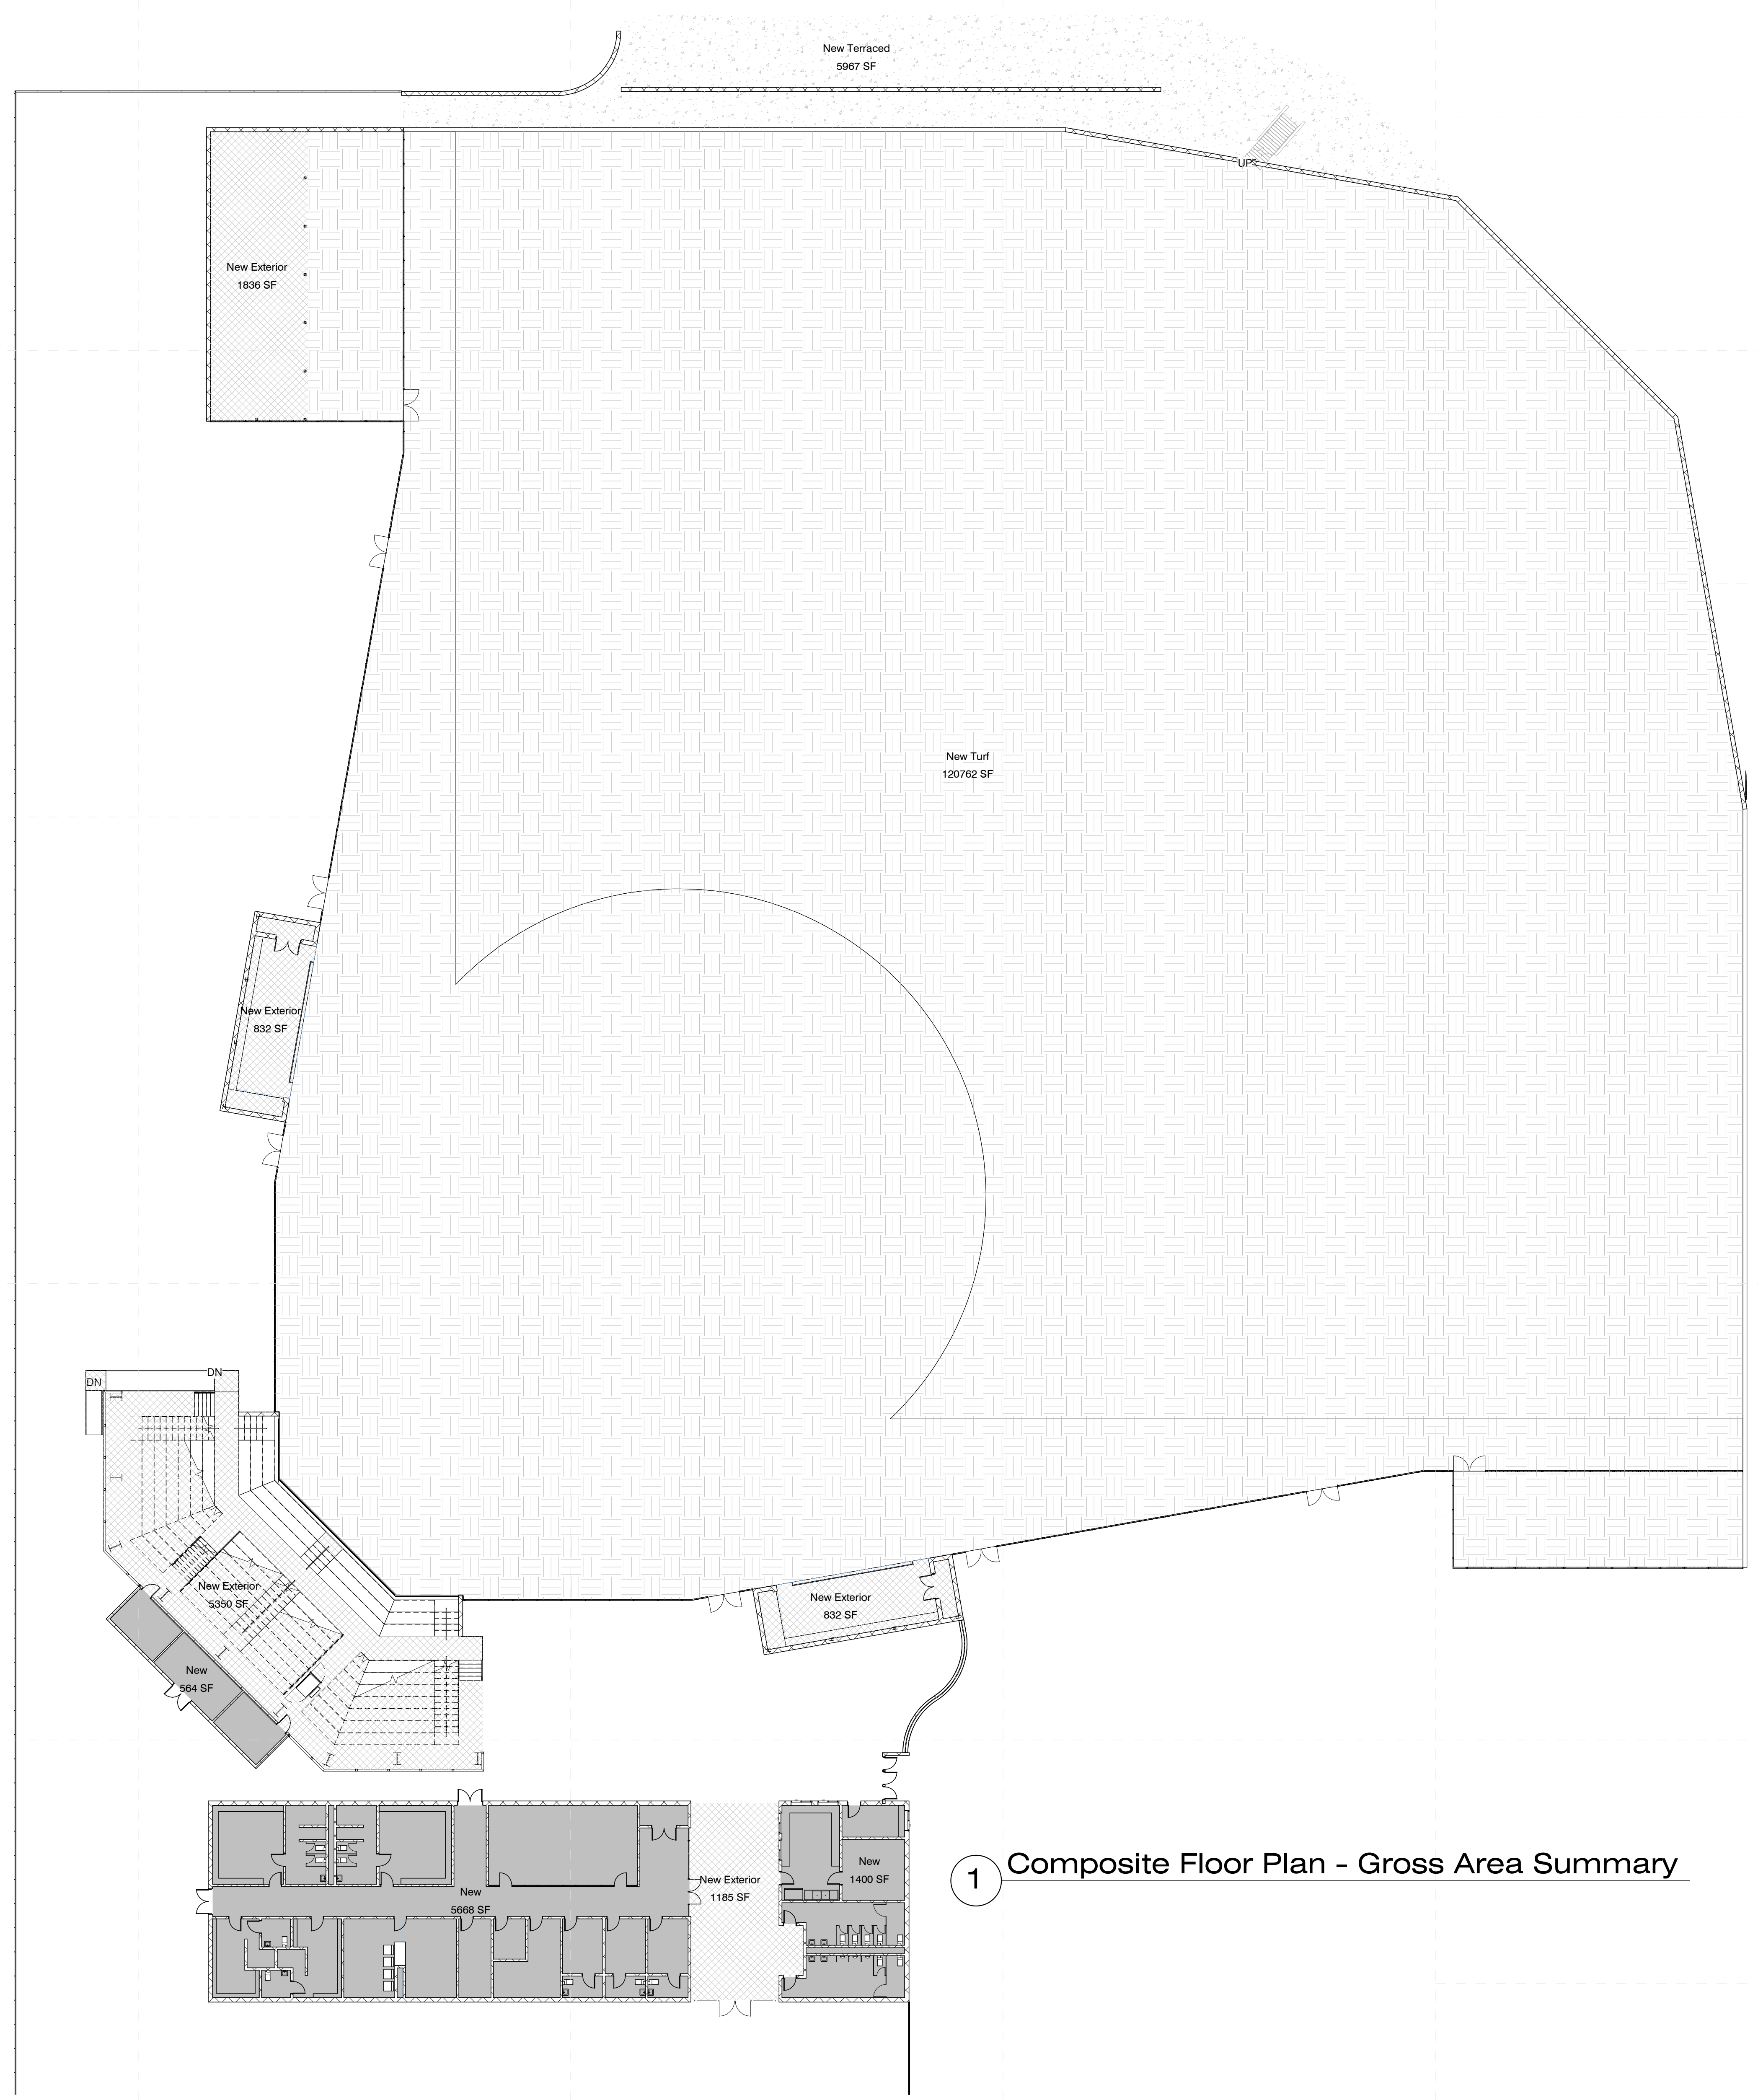 New Terraced
5967 SF
UP
New Exterior
1836 SF
New Turf
120762 SF
New Exterior
832 SF
DN
DN
New Exterior
5350 SF
New Exterior
832 SF
New
564 SF
New
1400 SF
New Exterior
1185 SF
New
5668 SF
1
Composite Floor Plan - Gross Area Summary